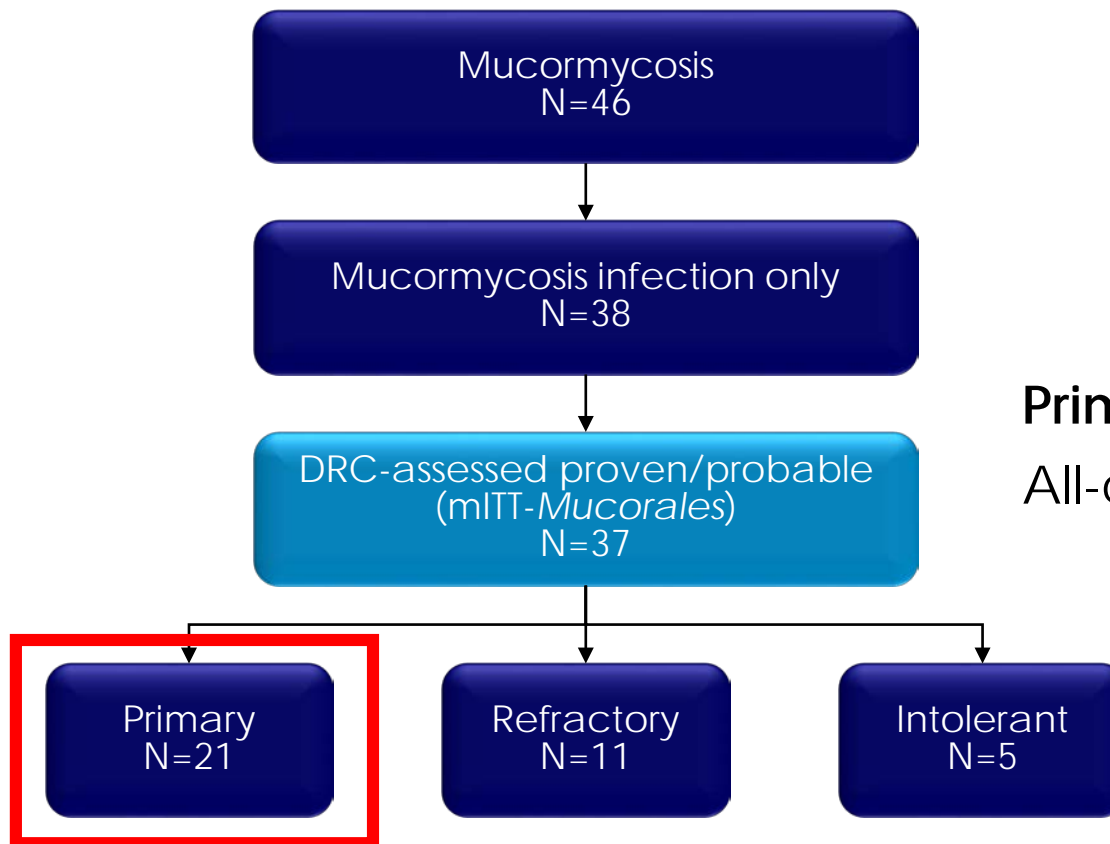 Mucormycosis
N=46
Mucormycosis infection only
N=38
DRC-assessed proven/probable
(mITT-Mucorales)
N=37
Primary
N=21
Refractory
N=11
Intolerant
N=5